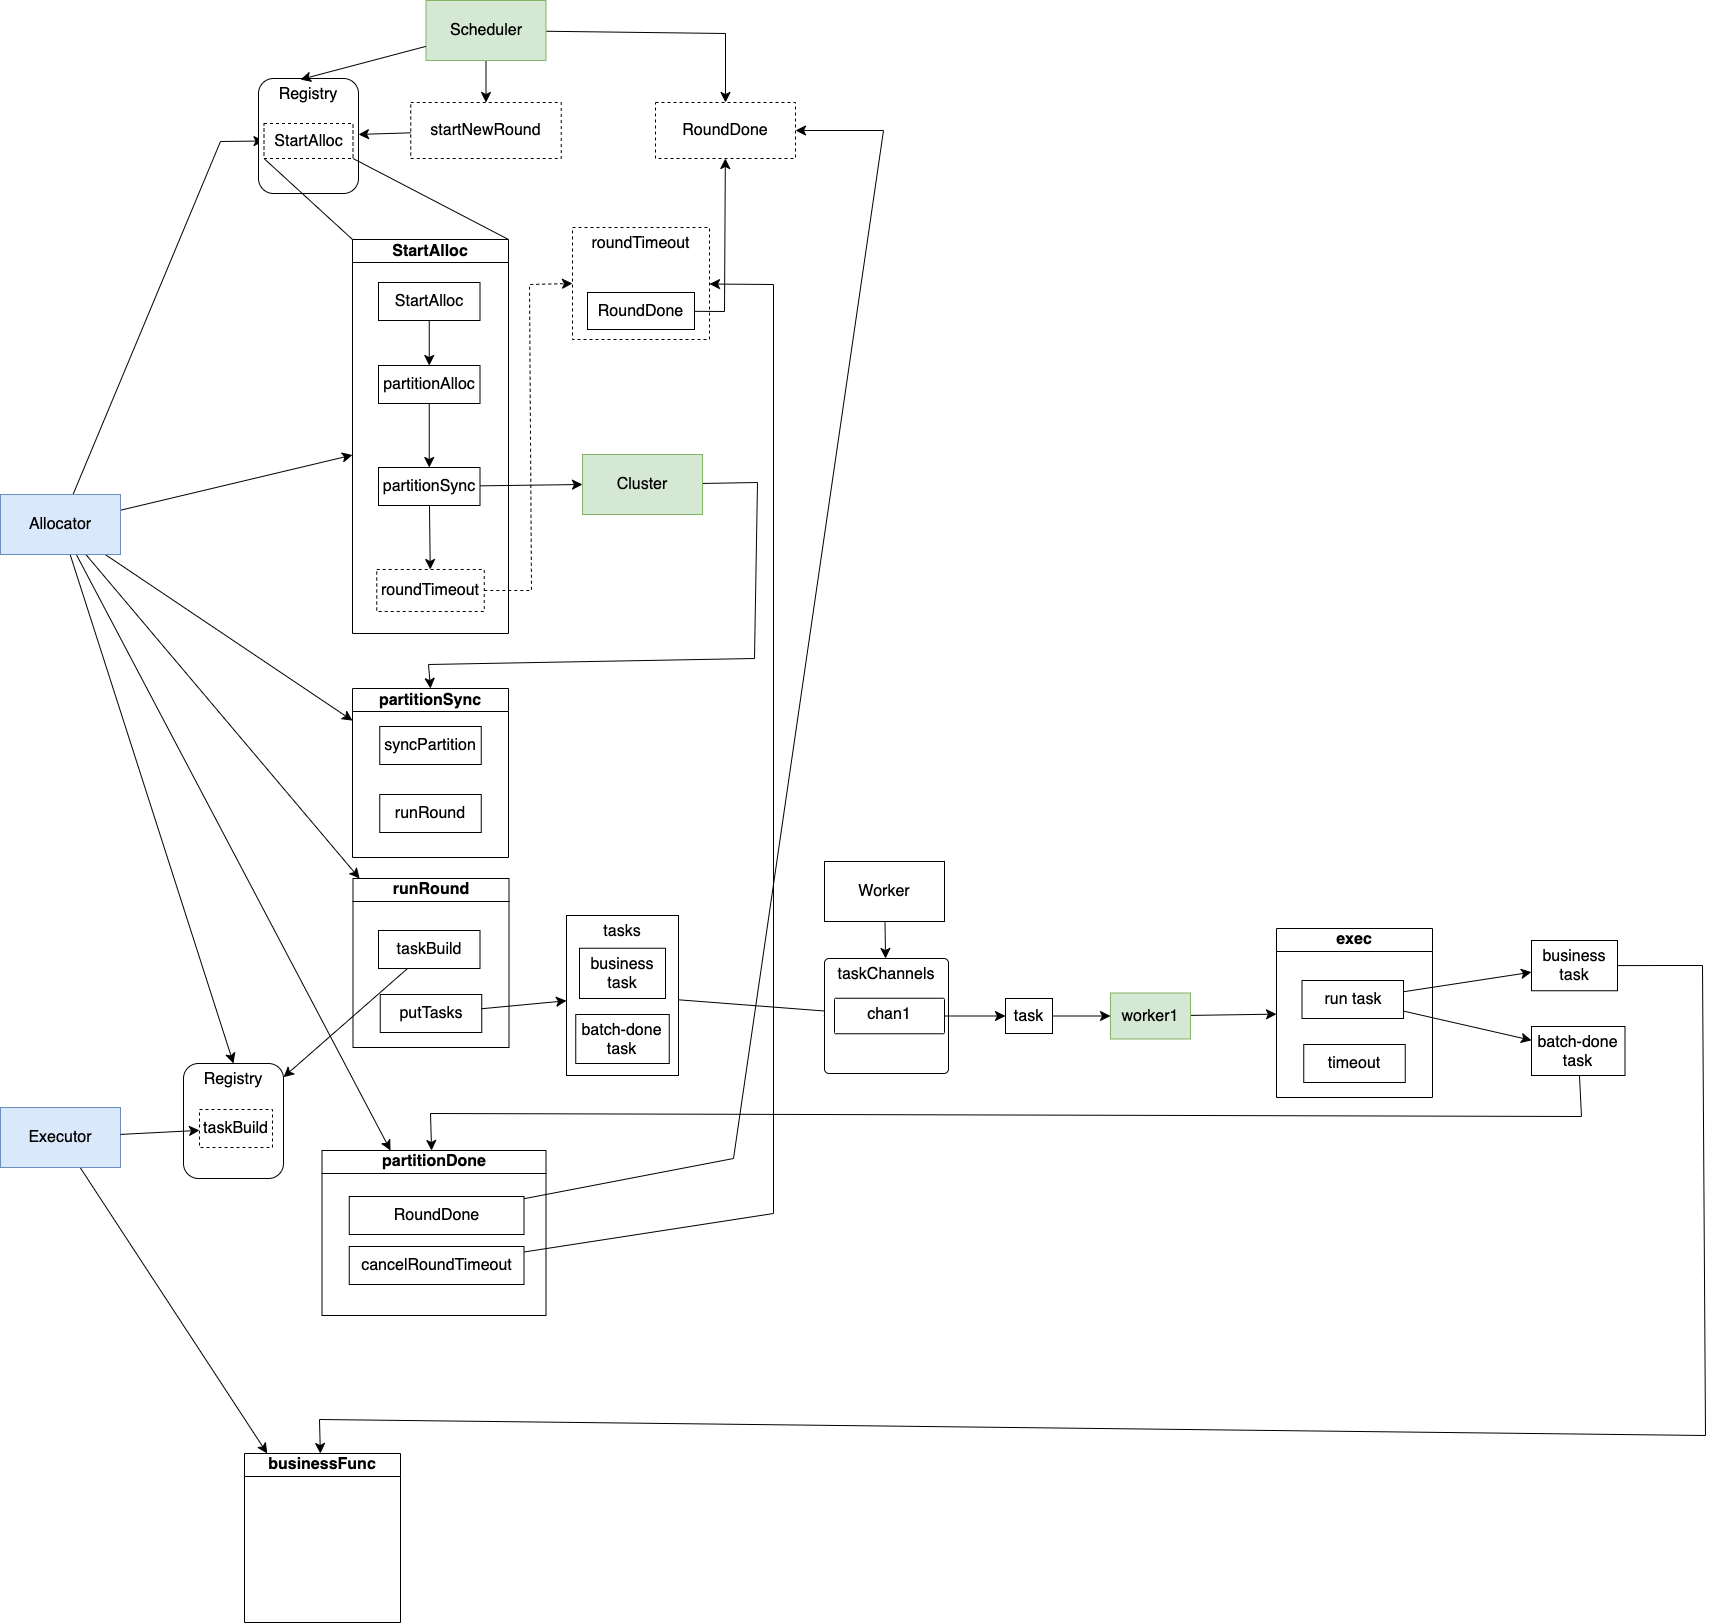 Scheduler
Registry
startNewRound
RoundDone
StartAlloc
roundTimeout
StartAlloc
StartAlloc
RoundDone
partitionAlloc
partitionSync
Cluster
Allocator
roundTimeout
partitionSync
syncPartition
runRound
runRound
Worker
tasks
exec
taskBuild
business
task
business
task
taskChannels
run task
putTasks
chan1
task
worker1
batch-done
task
batch-done
task
timeout
Registry
taskBuild
Executor
partitionDone
RoundDone
cancelRoundTimeout
businessFunc